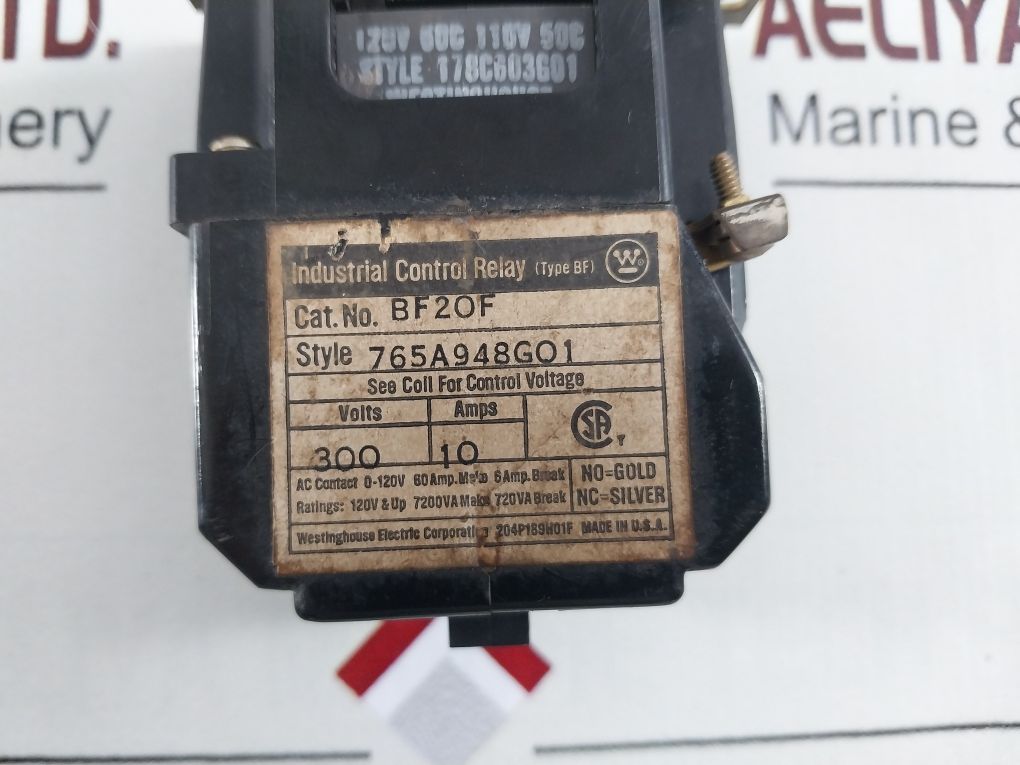 TD.
AELIYA
nery
Marine &
120V 60C 110V 50C
STYLE 178C603G01
WESTINGHOUSE
Industrial Control Relay (Type BF) W
Cat. No. BF20F
Style 765A948G01
See Coil For Control Voltage
Volts Amps
300 10
CSA
AC Contact 0-120V 60 Amp. Make 6 Amp. Break
Ratings: 120V & Up 7200VA Make 720VA Break
NO=GOLD
NC=SILVER
Westinghouse Electric Corporation 204P189H01F MADE IN U.S.A.